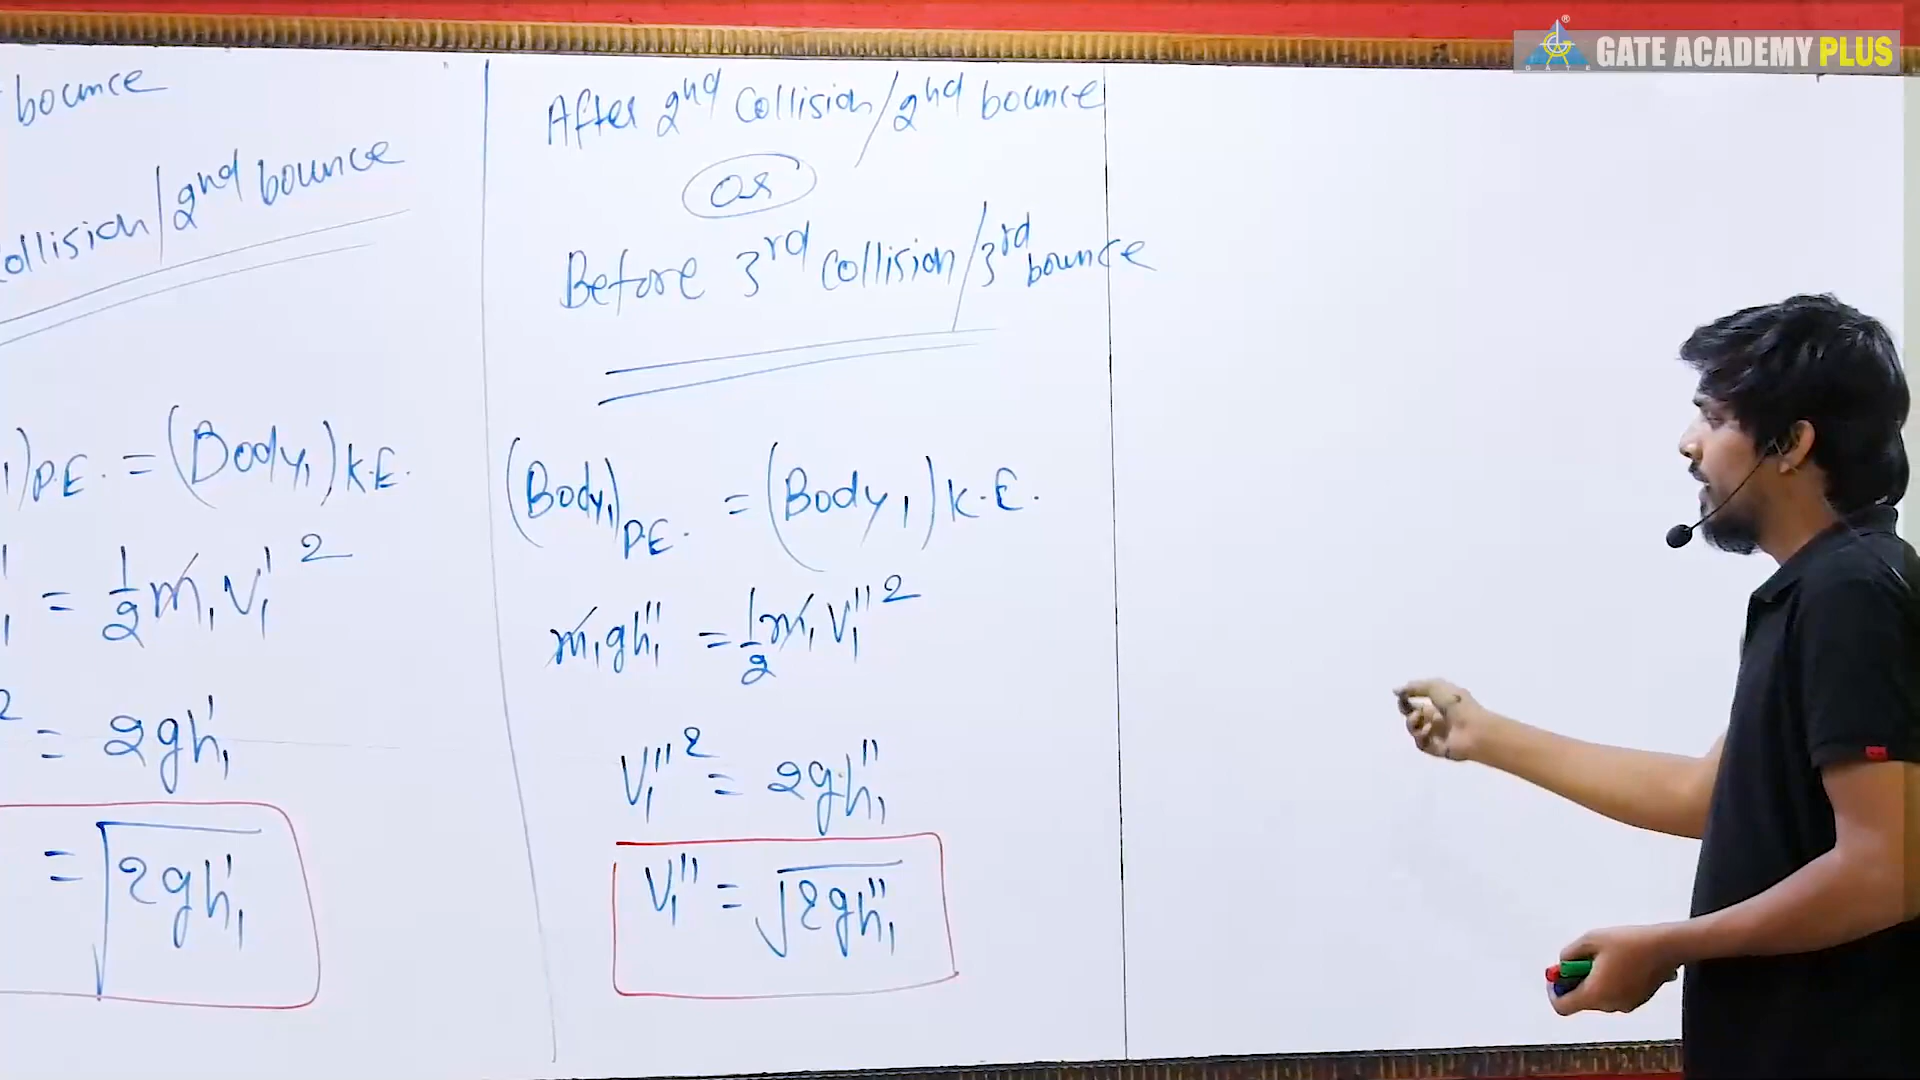 bounce
ollision/2nd bounce
1)P.E. = (Body1)K.E.
= 1/2 m1 V1'²
² = 2gh1'
= √2gh1'
After 2nd Collision/2nd bounce
Or
Before 3rd Collision/3rd bounce
(Body1)P.E. = (Body1)K.E.
m1gh1'' = 1/2 m1 V1''²
V1''² = 2gh1''
V1'' = √2gh1''
GATE
GATE ACADEMY PLUS